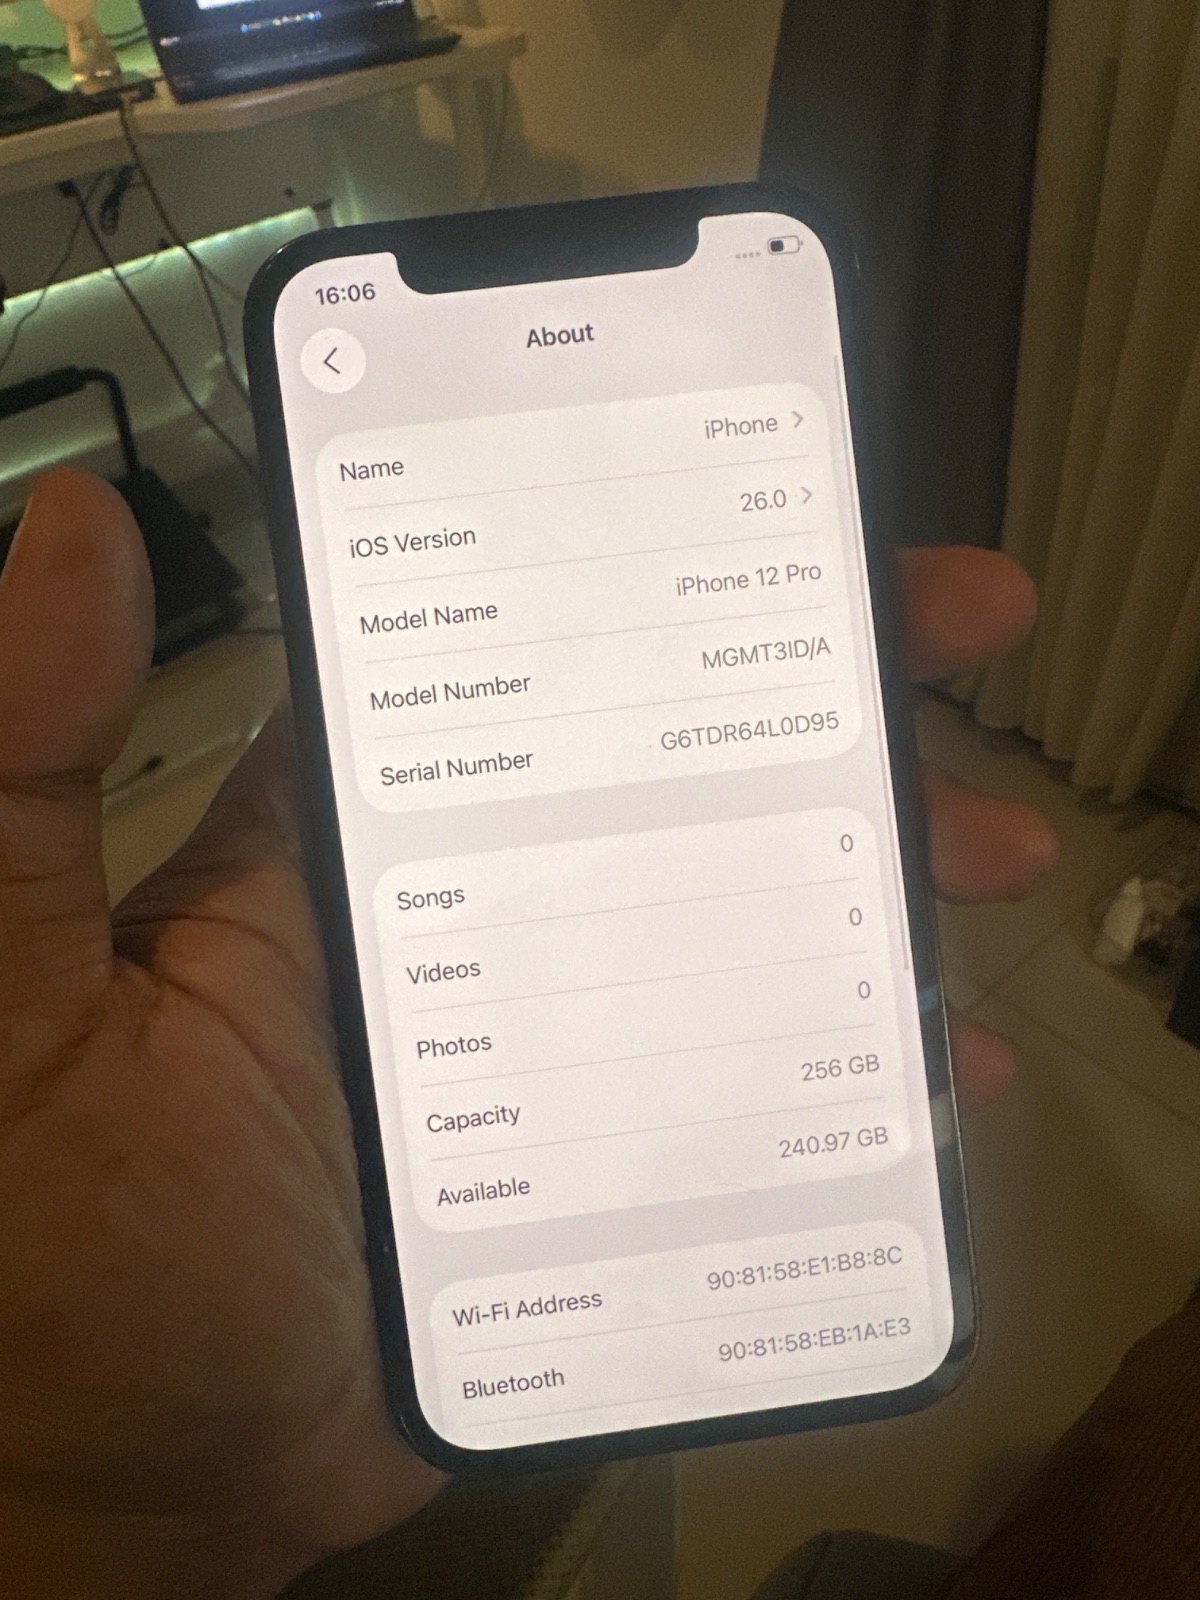 16:06
About
Name iPhone
iOS Version 26.0
Model Name iPhone 12 Pro
Model Number MGMT3ID/A
Serial Number G6TDR64L0D95
Songs 0
Videos 0
Photos 0
Capacity 256 GB
Available 240.97 GB
Wi-Fi Address 90:81:58:E1:B8:8C
Bluetooth 90:81:58:EB:1A:E3